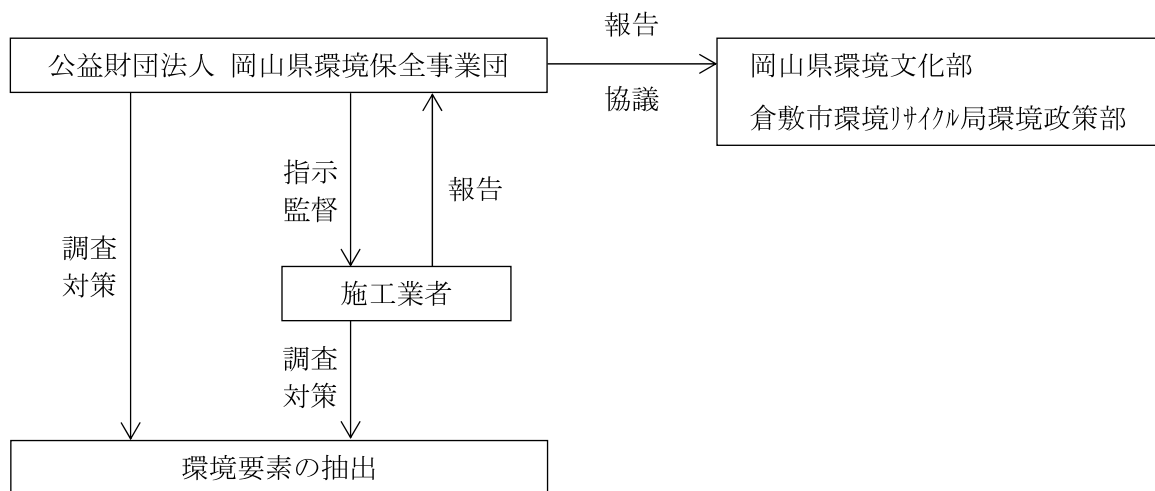 報告
公益財団法人 岡山県環境保全事業団
岡山県環境文化部
協議
倉敷市環境ﾘｻｲｸﾙ局環境政策部
指示
監督
報告
調査
対策
施工業者
調査
対策
環境要素の抽出